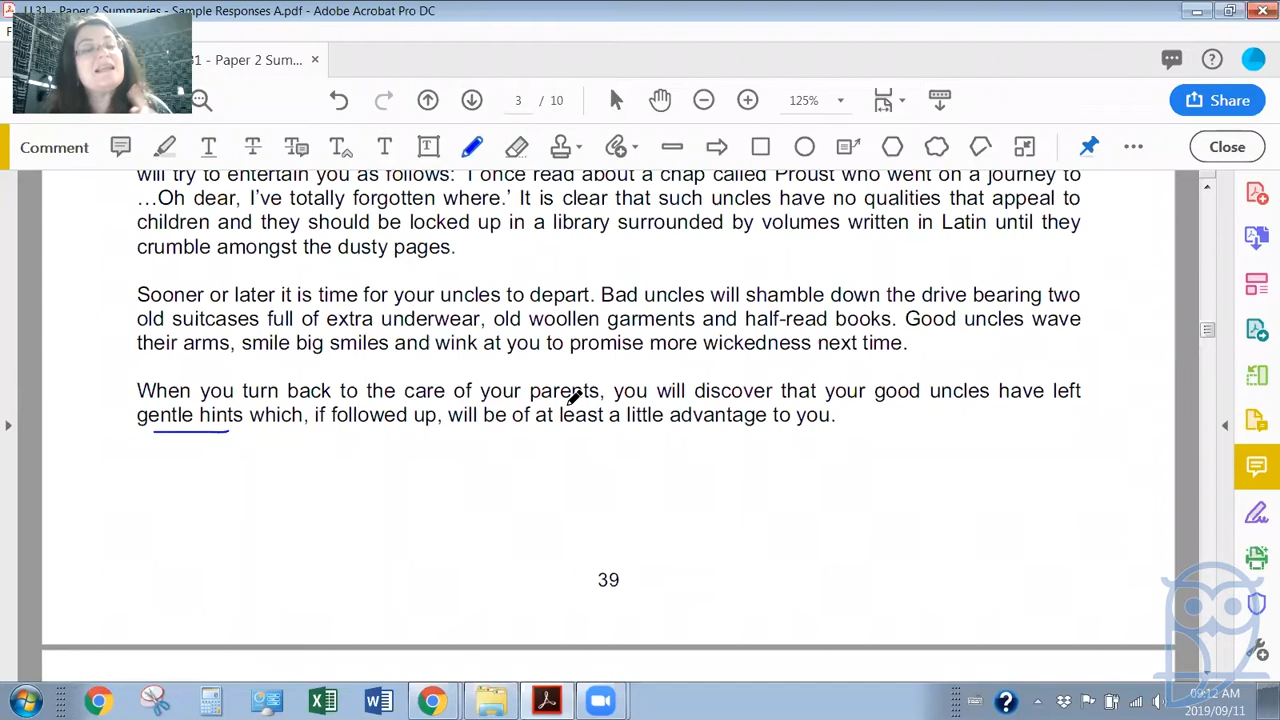 LL31 - Paper 2 Summaries - Sample Responses A.pdf - Adobe Acrobat Pro DC
F
31 - Paper 2 Sum... ×
3 / 10
125%
Share
Comment
Close
will try to entertain you as follows: 'I once read about a chap called Proust who went on a journey to
…Oh dear, I've totally forgotten where.' It is clear that such uncles have no qualities that appeal to
children and they should be locked up in a library surrounded by volumes written in Latin until they
crumble amongst the dusty pages.
Sooner or later it is time for your uncles to depart. Bad uncles will shamble down the drive bearing two
old suitcases full of extra underwear, old woollen garments and half-read books. Good uncles wave
their arms, smile big smiles and wink at you to promise more wickedness next time.
When you turn back to the care of your parents, you will discover that your good uncles have left
gentle hints which, if followed up, will be of at least a little advantage to you.
39
09:12 AM
2019/09/11